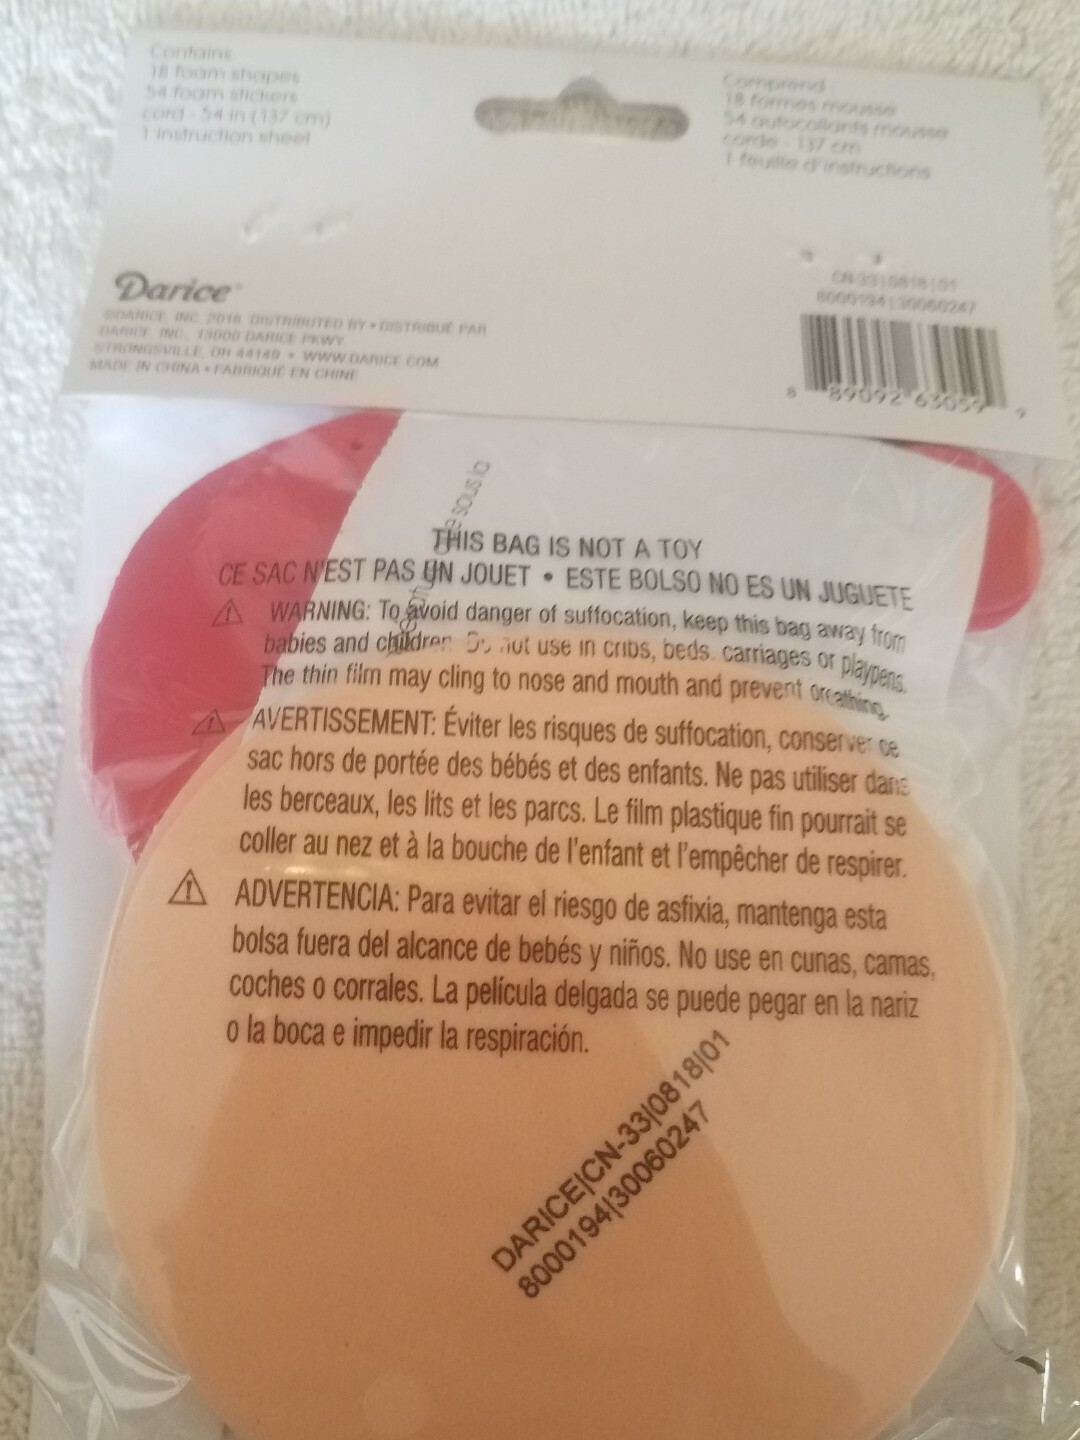 Contains:
18 foam shapes
54 foam stickers
cord - 54 in (137 cm)
1 instruction sheet
Comprend :
18 formes mousse
54 autocollants mousse
corde - 137 cm
1 feuille d'instructions
Darice
©DARICE, INC. 2018 DISTRIBUTED BY • DISTRIBUÉ PAR
DARICE, INC., 13000 DARICE PKWY.
STRONGSVILLE, OH 44149 • WWW.DARICE.COM
MADE IN CHINA • FABRIQUÉ EN CHINE
CN-33|0818|01
8000194|30060247
8 89092 63059 9
sous la
THIS BAG IS NOT A TOY
CE SAC N'EST PAS UN JOUET • ESTE BOLSO NO ES UN JUGUETE
WARNING: To avoid danger of suffocation, keep this bag away from
babies and children. Do not use in cribs, beds, carriages or playpens.
The thin film may cling to nose and mouth and prevent breathing.
AVERTISSEMENT: Éviter les risques de suffocation, conserver ce
sac hors de portée des bébés et des enfants. Ne pas utiliser dans
les berceaux, les lits et les parcs. Le film plastique fin pourrait se
coller au nez et à la bouche de l'enfant et l'empêcher de respirer.
ADVERTENCIA: Para evitar el riesgo de asfixia, mantenga esta
bolsa fuera del alcance de bebés y niños. No use en cunas, camas,
coches o corrales. La película delgada se puede pegar en la nariz
o la boca e impedir la respiración.
DARICE|CN-33|0818|01
8000194|30060247